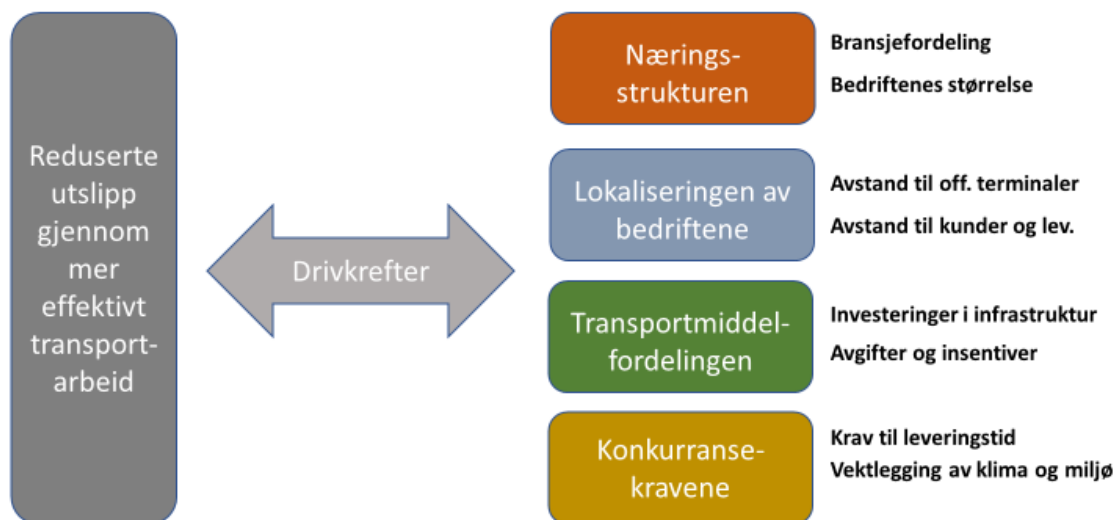 Reduserte
utslipp
gjennom
mer
effektivt
transport-
arbeid
Drivkrefter
Nærings-
strukturen
Bransjefordeling
Bedriftenes størrelse
Lokaliseringen av
bedriftene
Avstand til off. terminaler
Avstand til kunder og lev.
Transportmiddel-
fordelingen
Investeringer i infrastruktur
Avgifter og insentiver
Konkurranse-
kravene
Krav til leveringstid
Vektlegging av klima og miljø